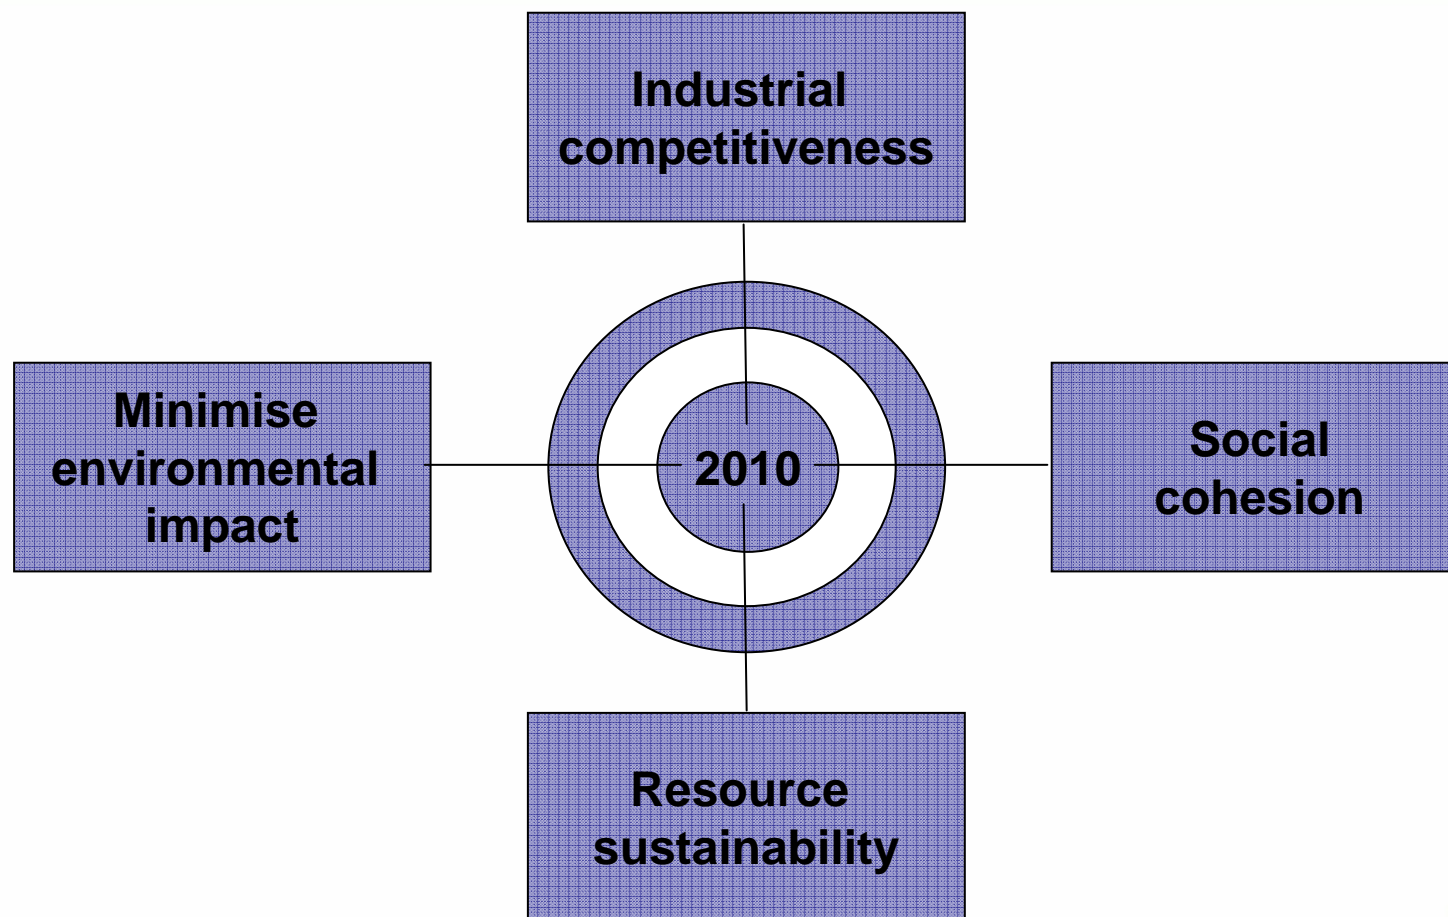 Industrial
competitiveness
Minimise
environmental
impact
2010
Social
cohesion
Resource
sustainability